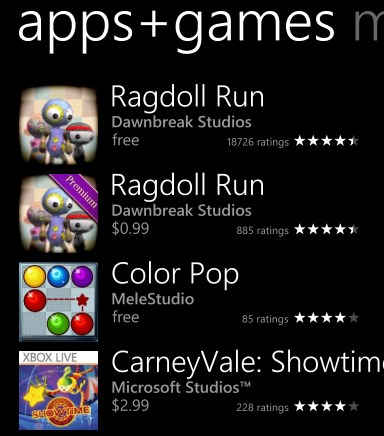 apps+games m
Ragdoll Run
Dawnbreak Studios
free 18726 ratings
Premium
Ragdoll Run
Dawnbreak Studios
$0.99 885 ratings
Color Pop
MeleStudio
free 85 ratings
XBOX LIVE
SHOWTIME
CarneyVale: Showtime
Microsoft Studios™
$2.99 228 ratings